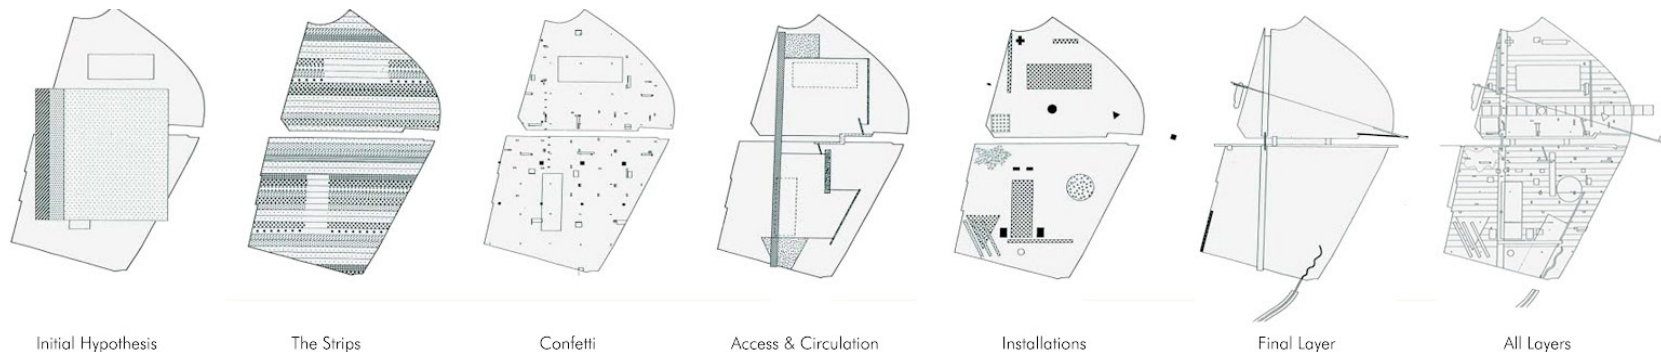 Initial Hypothesis
The Strips
Confetti
Access & Circulation
Installations
Final Layer
All Layers